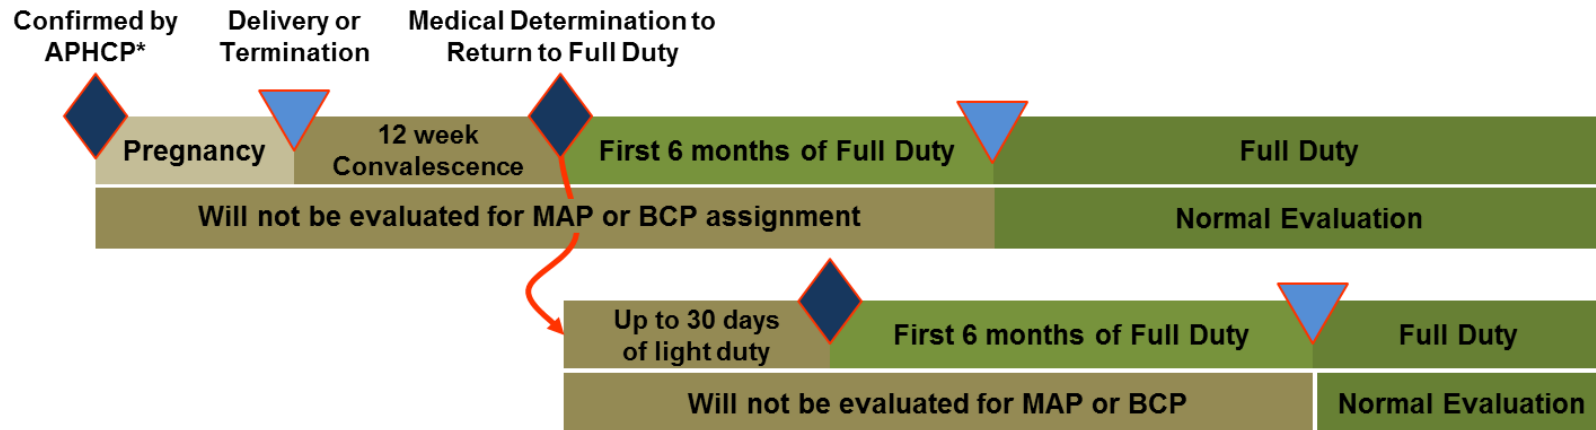 Confirmed by
APHCP*
Delivery or
Termination
Medical Determination to
Return to Full Duty
Pregnancy
12 week
Convalescence
First 6 months of Full Duty
Full Duty
Will not be evaluated for MAP or BCP assignment
Normal Evaluation
Up to 30 days
of light duty
First 6 months of Full Duty
Full Duty
Will not be evaluated for MAP or BCP
Normal Evaluation